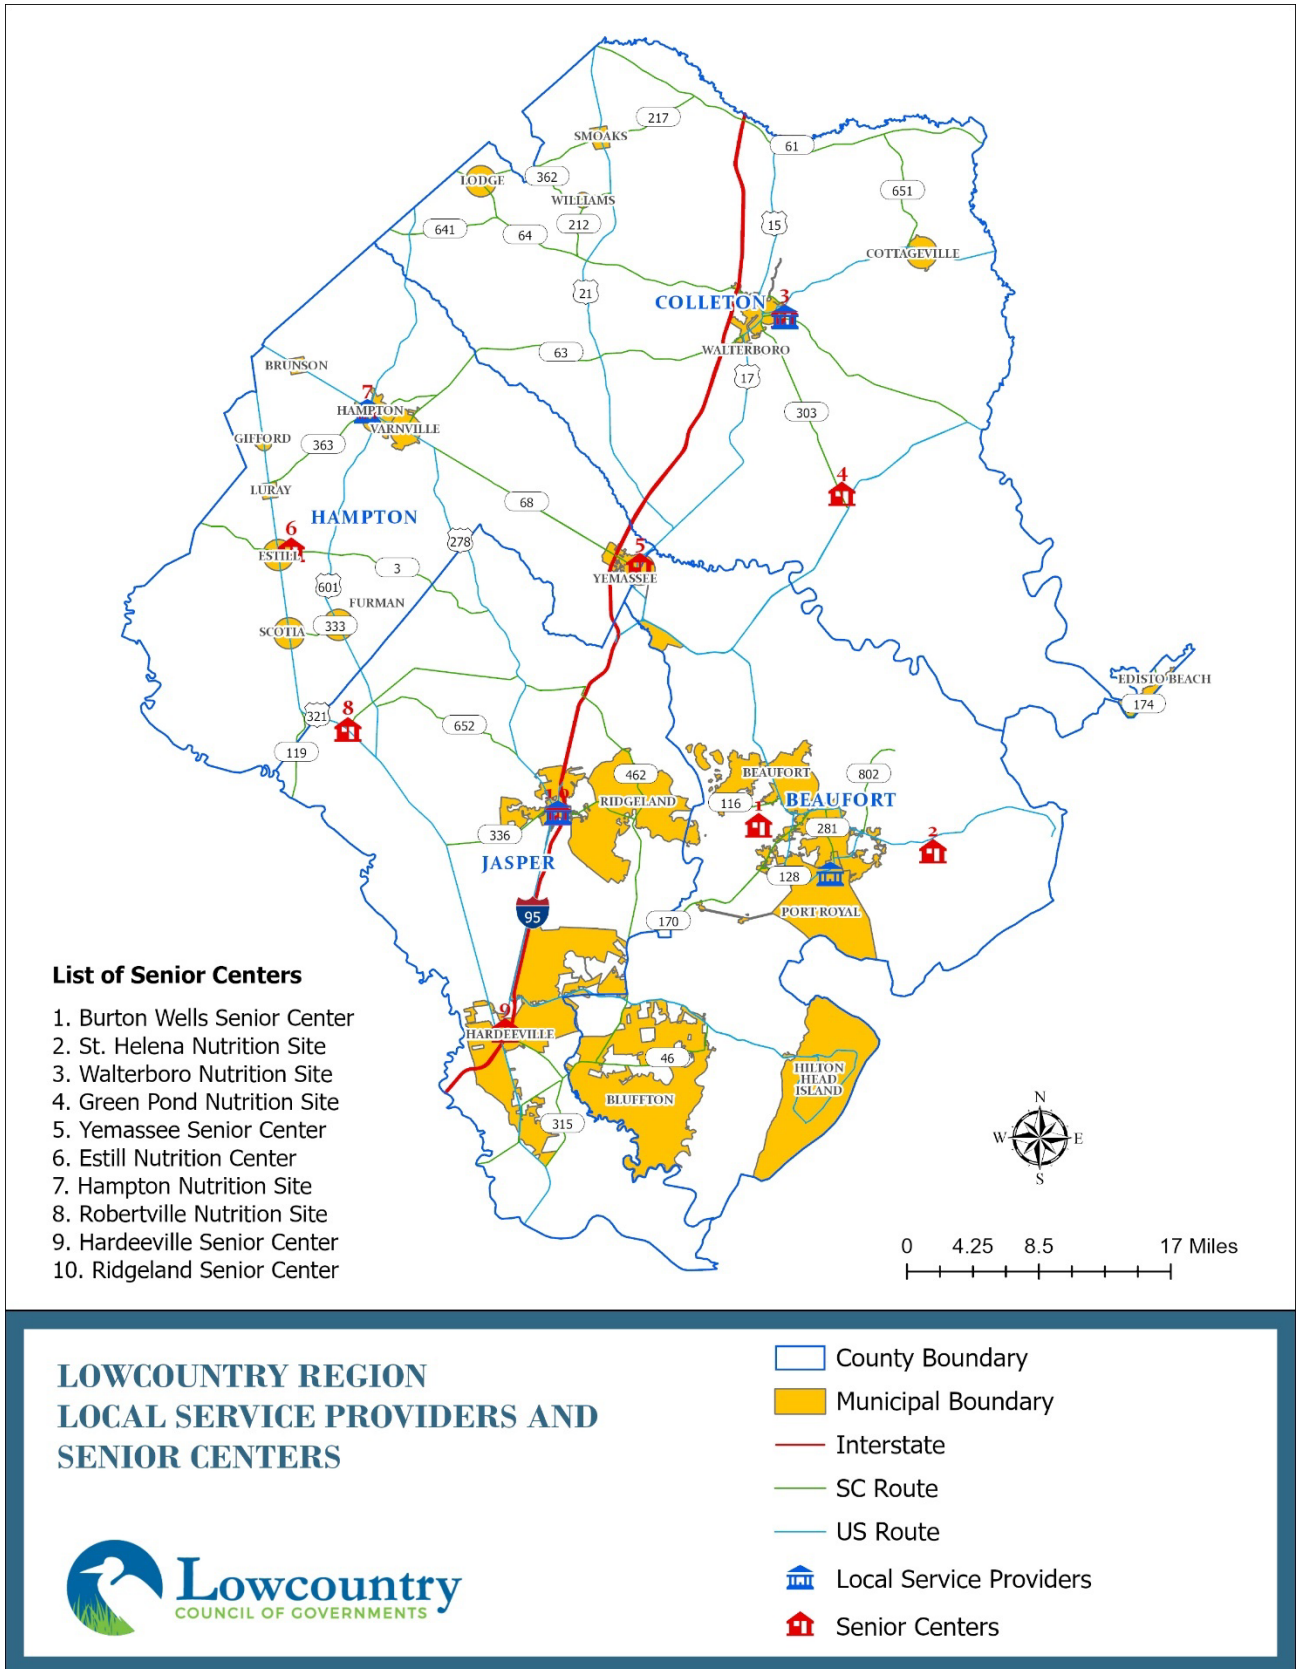 217
SMOAKS
61
362
LODGE
651
WILLIAMS
212
641
64
15
COTTAGEVILLE
21
3
COLLETON
WALTERBORO
63
BRUNSON
17
7
HAMPTON
303
VARNVILLE
GIFFORD
363
4
LURAY
68
HAMPTON
6
278
5
ESTILL
3
YEMASSEE
601
FURMAN
333
SCOTIA
EDISTO BEACH
174
8
321
652
119
462
BEAUFORT
802
10
RIDGELAND
116
BEAUFORT
1
281
336
2
JASPER
128
95
170
PORT ROYAL
List of Senior Centers
1. Burton Wells Senior Center
2. St. Helena Nutrition Site
3. Walterboro Nutrition Site
4. Green Pond Nutrition Site
5. Yemassee Senior Center
6. Estill Nutrition Center
7. Hampton Nutrition Site
8. Robertville Nutrition Site
9. Hardeeville Senior Center
10. Ridgeland Senior Center
9
HARDEEVILLE
46
HILTON
HEAD
ISLAND
BLUFFTON
315
N
W
E
S
0 4.25 8.5 17 Miles
LOWCOUNTRY REGION
LOCAL SERVICE PROVIDERS AND
SENIOR CENTERS
Lowcountry
COUNCIL OF GOVERNMENTS
County Boundary
Municipal Boundary
Interstate
SC Route
US Route
Local Service Providers
Senior Centers